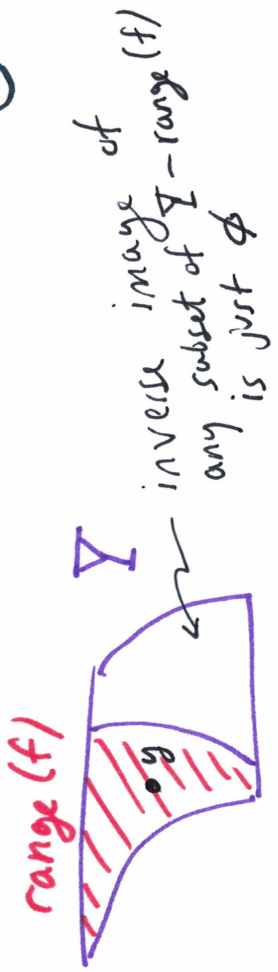 inverse image of
any subset of Y - range (f)
is just ϕ
Y
range (f)
y